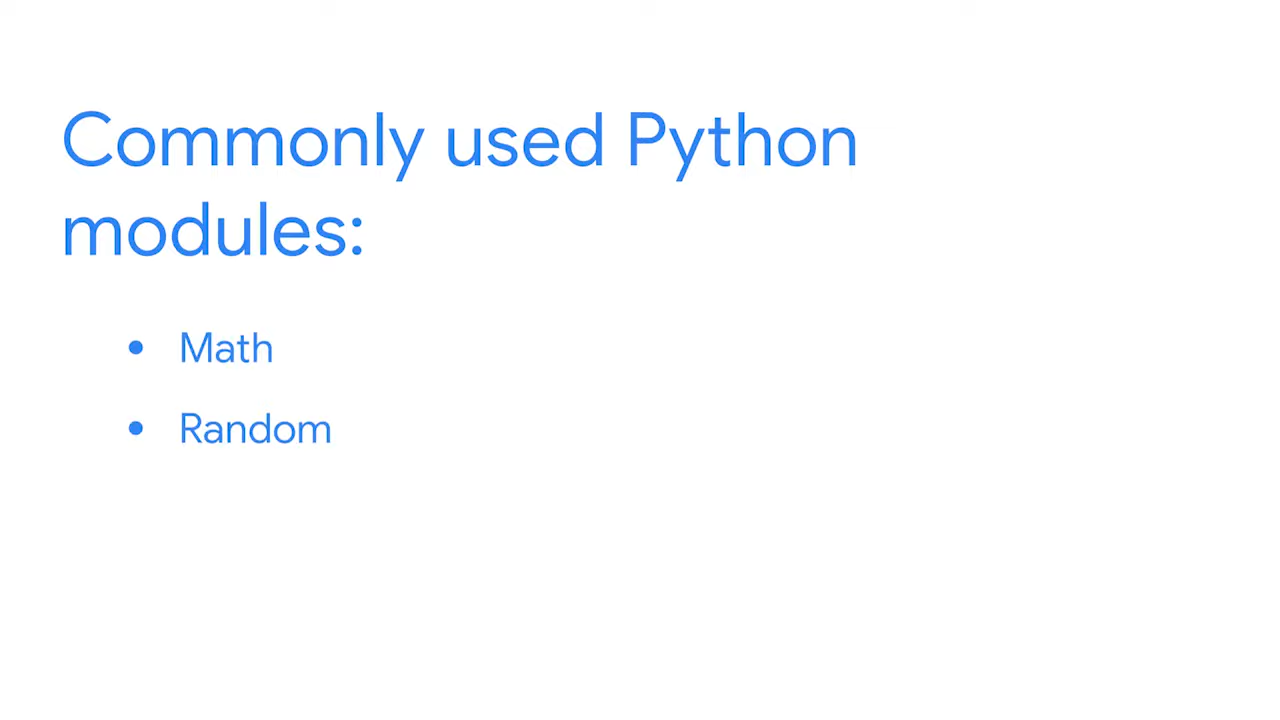 Commonly used Python
modules:
• Math
• Random